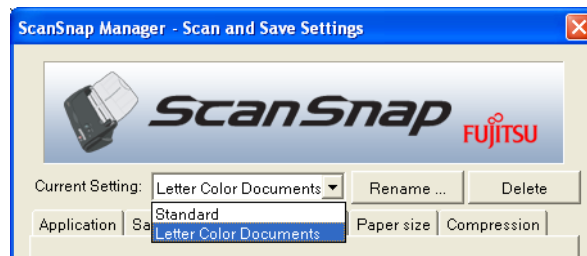 ScanSnap Manager - Scan and Save Settings
ScanSnap
FUJITSU
Current Setting: Letter Color Documents Rename ... Delete
Standard
Letter Color Documents
Application Paper size Compression